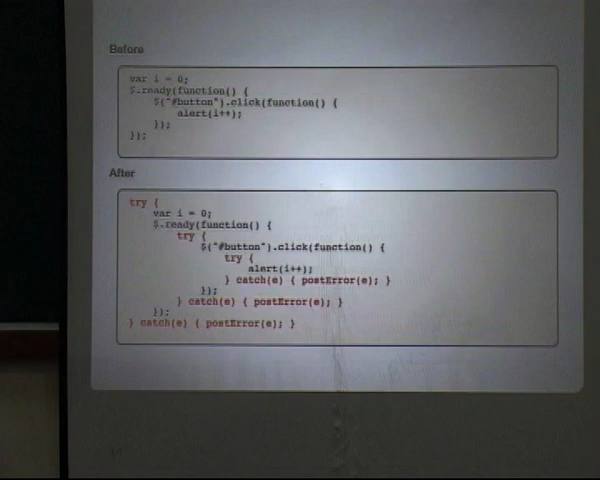 Before
var i = 0;
$.ready(function() {
$("#button").click(function() {
alert(i++);
});
});
After
try {
var i = 0;
$.ready(function() {
try {
$("#button").click(function() {
try {
alert(i++);
} catch(e) { postError(e); }
});
} catch(e) { postError(e); }
});
} catch(e) { postError(e); }